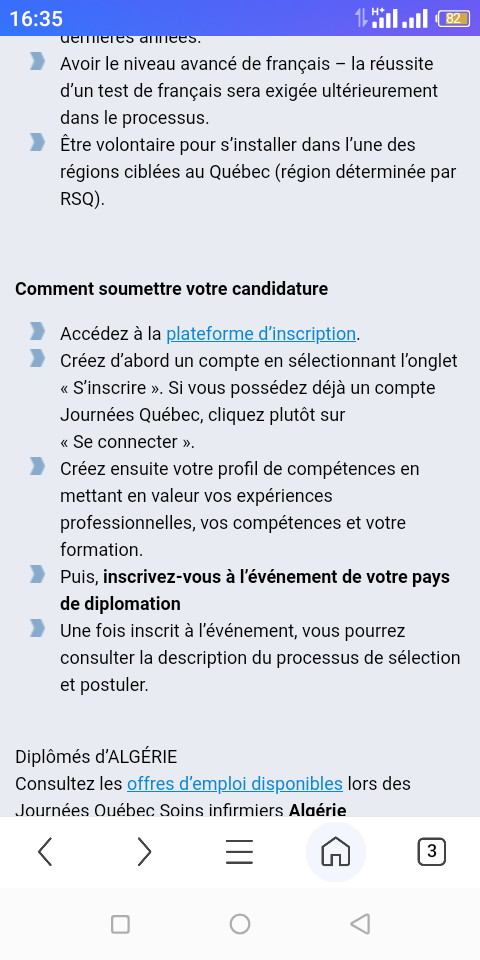 16:35
H+
82
dernières années.
Avoir le niveau avancé de français – la réussite
d’un test de français sera exigée ultérieurement
dans le processus.
Être volontaire pour s’installer dans l’une des
régions ciblées au Québec (région déterminée par
RSQ).
Comment soumettre votre candidature
Accédez à la plateforme d’inscription.
Créez d’abord un compte en sélectionnant l’onglet
« S’inscrire ». Si vous possédez déjà un compte
Journées Québec, cliquez plutôt sur
« Se connecter ».
Créez ensuite votre profil de compétences en
mettant en valeur vos expériences
professionnelles, vos compétences et votre
formation.
Puis, inscrivez-vous à l’événement de votre pays
de diplomation
Une fois inscrit à l’événement, vous pourrez
consulter la description du processus de sélection
et postuler.
Diplômés d’ALGÉRIE
Consultez les offres d’emploi disponibles lors des
Journées Québec Soins infirmiers Algérie
3